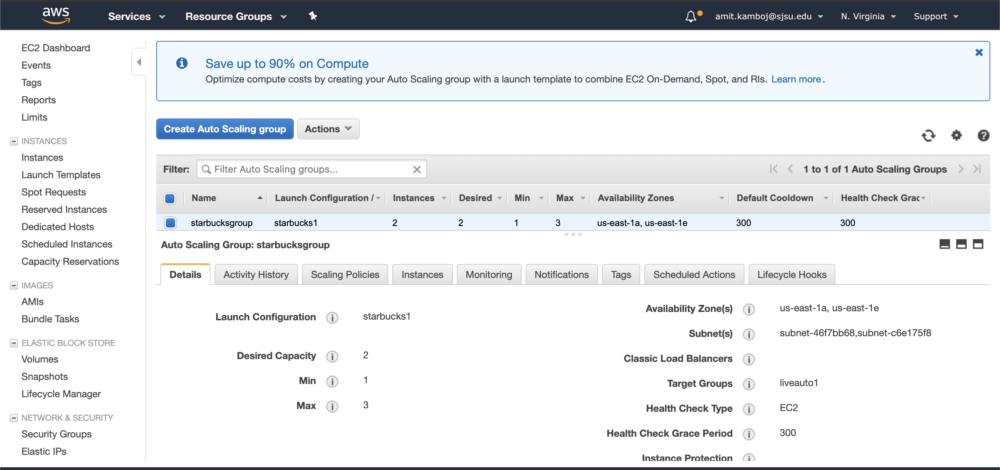 aws Services Resource Groups amit.kamboj@sjsu.edu N. Virginia Support
EC2 Dashboard
Events
Tags
Reports
Limits
INSTANCES
Instances
Launch Templates
Spot Requests
Reserved Instances
Dedicated Hosts
Scheduled Instances
Capacity Reservations
IMAGES
AMIs
Bundle Tasks
ELASTIC BLOCK STORE
Volumes
Snapshots
Lifecycle Manager
NETWORK & SECURITY
Security Groups
Elastic IPs
Save up to 90% on Compute
Optimize compute costs by creating your Auto Scaling group with a launch template to combine EC2 On-Demand, Spot, and RIs. Learn more.
Create Auto Scaling group Actions
Filter: Filter Auto Scaling groups... 1 to 1 of 1 Auto Scaling Groups
Name Launch Configuration / Instances Desired Min Max Availability Zones Default Cooldown Health Check Grac
starbucksgroup starbucks1 2 2 1 3 us-east-1a, us-east-1e 300 300
Auto Scaling Group: starbucksgroup
Details Activity History Scaling Policies Instances Monitoring Notifications Tags Scheduled Actions Lifecycle Hooks
Launch Configuration starbucks1
Desired Capacity 2
Min 1
Max 3
Availability Zone(s) us-east-1a, us-east-1e
Subnet(s) subnet-46f7bb68,subnet-c6e175f8
Classic Load Balancers
Target Groups liveauto1
Health Check Type EC2
Health Check Grace Period 300
Instance Protection